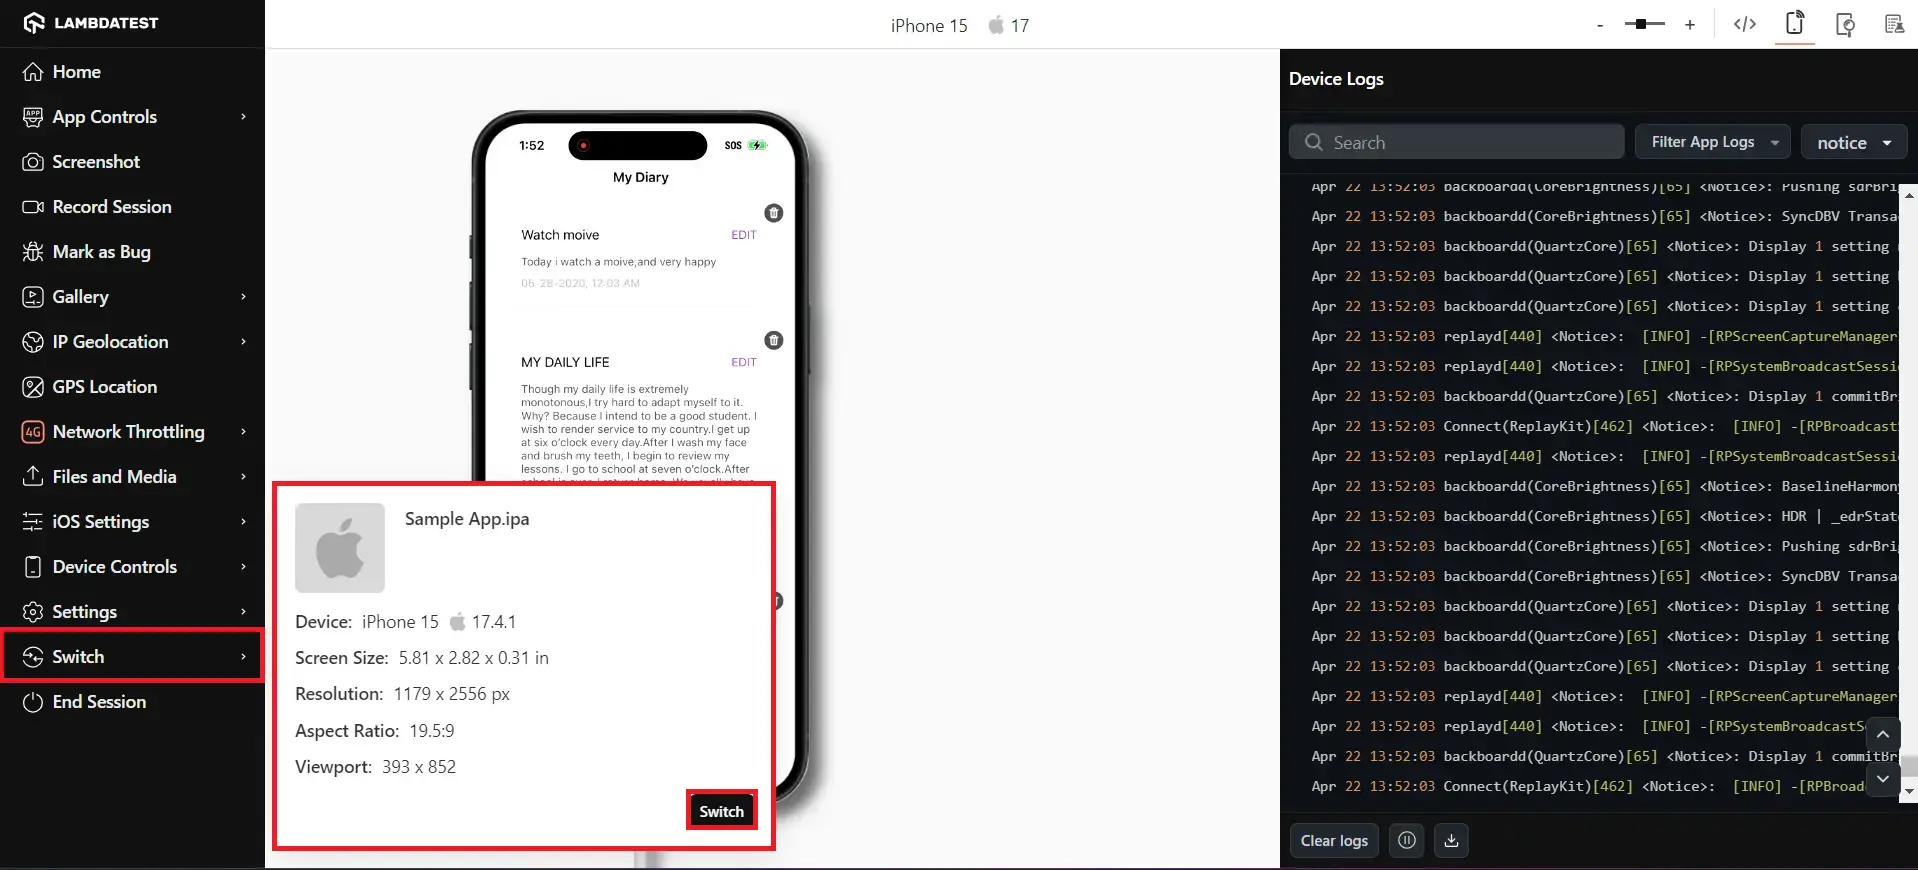 LAMBDATEST
iPhone 15 17
- +
Home
App Controls
Screenshot
Record Session
Mark as Bug
Gallery
IP Geolocation
GPS Location
4G Network Throttling
Files and Media
iOS Settings
Device Controls
Settings
Switch
End Session
1:52 SOS
My Diary
Watch moive EDIT
Today i watch a moive,and very happy
05-28-2020, 12:03 AM
MY DAILY LIFE EDIT
Though my daily life is extremely
monotonous,I try hard to adapt myself to it.
Why? Because I intend to be a good student. I
wish to render service to my country.I get up
at six o'clock every day.After I wash my face
and brush my teeth, I begin to review my
lessons. I go to school at seven o'clock.After
Sample App.ipa
Device: iPhone 15 17.4.1
Screen Size: 5.81 x 2.82 x 0.31 in
Resolution: 1179 x 2556 px
Aspect Ratio: 19.5:9
Viewport: 393 x 852
Switch
Device Logs
Search Filter App Logs notice
Apr 22 13:52:03 backboardd(CoreBrightness)[65] <Notice>: Pushing sdrBri
Apr 22 13:52:03 backboardd(CoreBrightness)[65] <Notice>: SyncDBV Transa
Apr 22 13:52:03 backboardd(QuartzCore)[65] <Notice>: Display 1 setting
Apr 22 13:52:03 backboardd(QuartzCore)[65] <Notice>: Display 1 setting
Apr 22 13:52:03 backboardd(QuartzCore)[65] <Notice>: Display 1 setting
Apr 22 13:52:03 replayd[440] <Notice>: [INFO] -[RPScreenCaptureManager
Apr 22 13:52:03 replayd[440] <Notice>: [INFO] -[RPSystemBroadcastSessi
Apr 22 13:52:03 backboardd(QuartzCore)[65] <Notice>: Display 1 commitBr
Apr 22 13:52:03 Connect(ReplayKit)[462] <Notice>: [INFO] -[RPBroadcast
Apr 22 13:52:03 replayd[440] <Notice>: [INFO] -[RPSystemBroadcastSessi
Apr 22 13:52:03 backboardd(CoreBrightness)[65] <Notice>: BaselineHarmon
Apr 22 13:52:03 backboardd(CoreBrightness)[65] <Notice>: HDR | _edrStat
Apr 22 13:52:03 backboardd(CoreBrightness)[65] <Notice>: Pushing sdrBri
Apr 22 13:52:03 backboardd(CoreBrightness)[65] <Notice>: SyncDBV Transa
Apr 22 13:52:03 backboardd(QuartzCore)[65] <Notice>: Display 1 setting
Apr 22 13:52:03 backboardd(QuartzCore)[65] <Notice>: Display 1 setting
Apr 22 13:52:03 backboardd(QuartzCore)[65] <Notice>: Display 1 setting
Apr 22 13:52:03 replayd[440] <Notice>: [INFO] -[RPScreenCaptureManager
Apr 22 13:52:03 replayd[440] <Notice>: [INFO] -[RPSystemBroadcastS
Apr 22 13:52:03 backboardd(QuartzCore)[65] <Notice>: Display 1 commitBr
Apr 22 13:52:03 Connect(ReplayKit)[462] <Notice>: [INFO] -[RPBroad
Clear logs